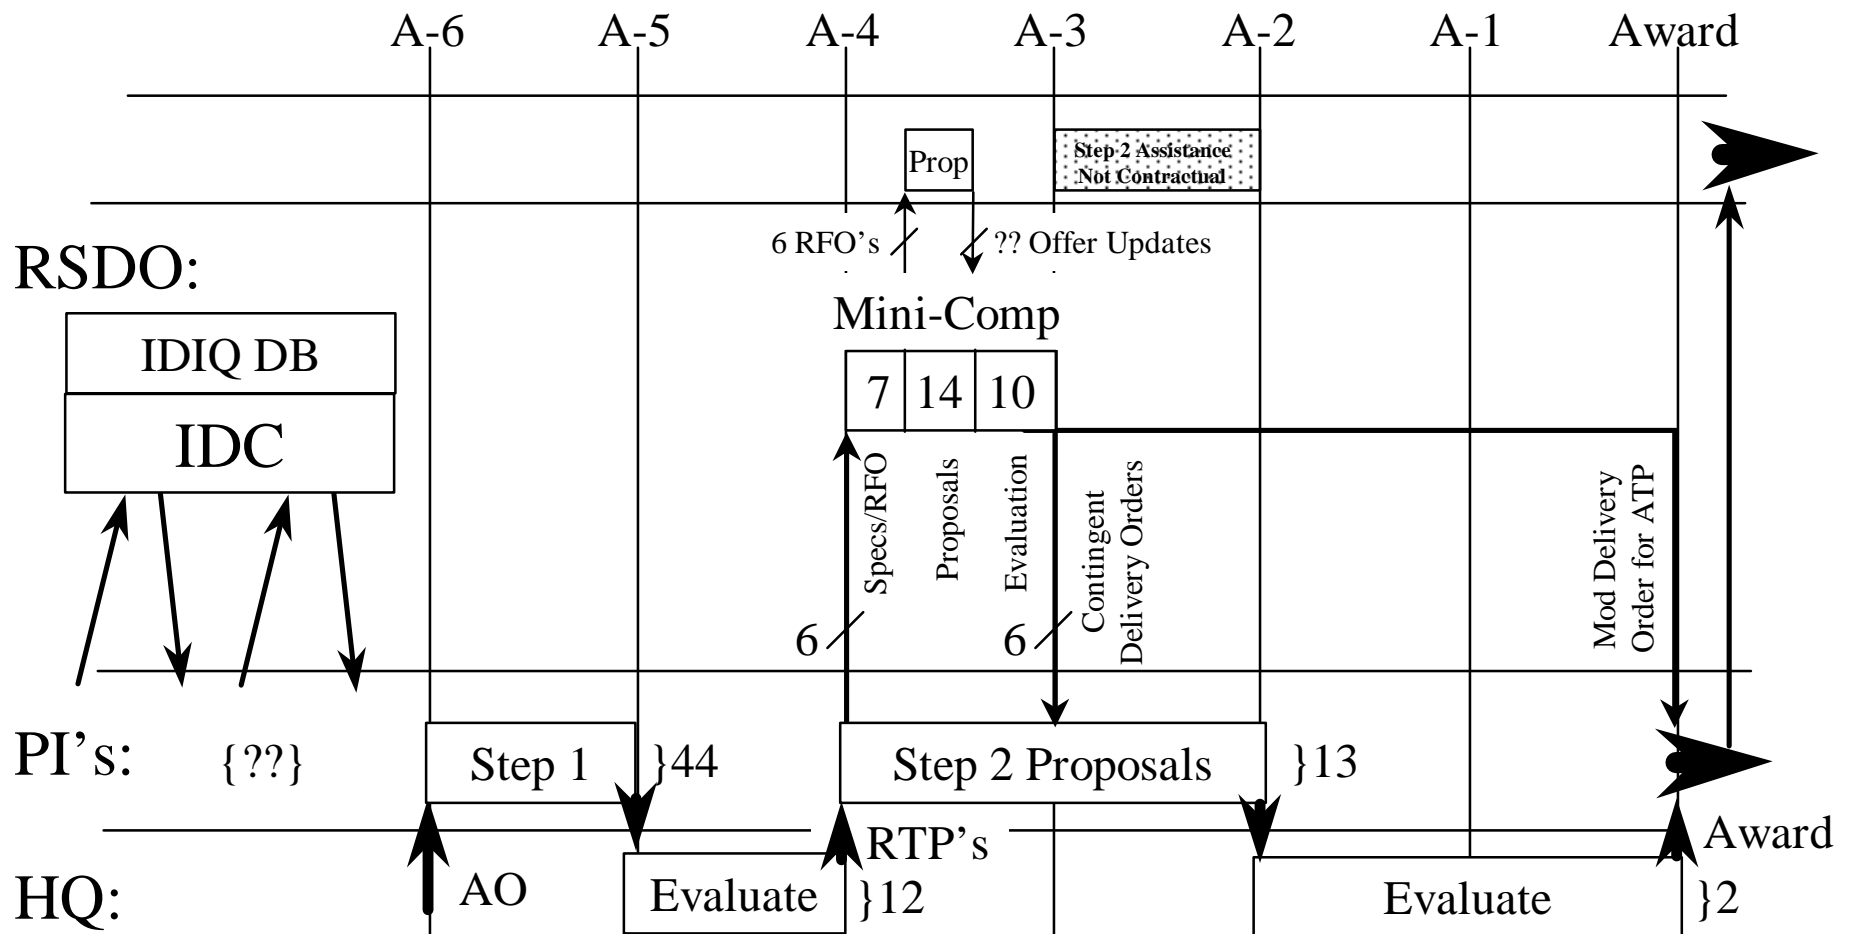 A-6 A-5 A-4 A-3 A-2 A-1 Award
Prop
Step 2 Assistance
Not Contractual
6 RFO's
?? Offer Updates
RSDO:
Mini-Comp
IDIQ DB
IDC
7 14 10
Specs/RFO
Proposals
Evaluation
Contingent
Delivery Orders
Mod Delivery
Order for ATP
6
6
PI's:
{??}
Step 1
}44
Step 2 Proposals
}13
RTP's
Award
HQ:
AO
Evaluate
}12
Evaluate
}2